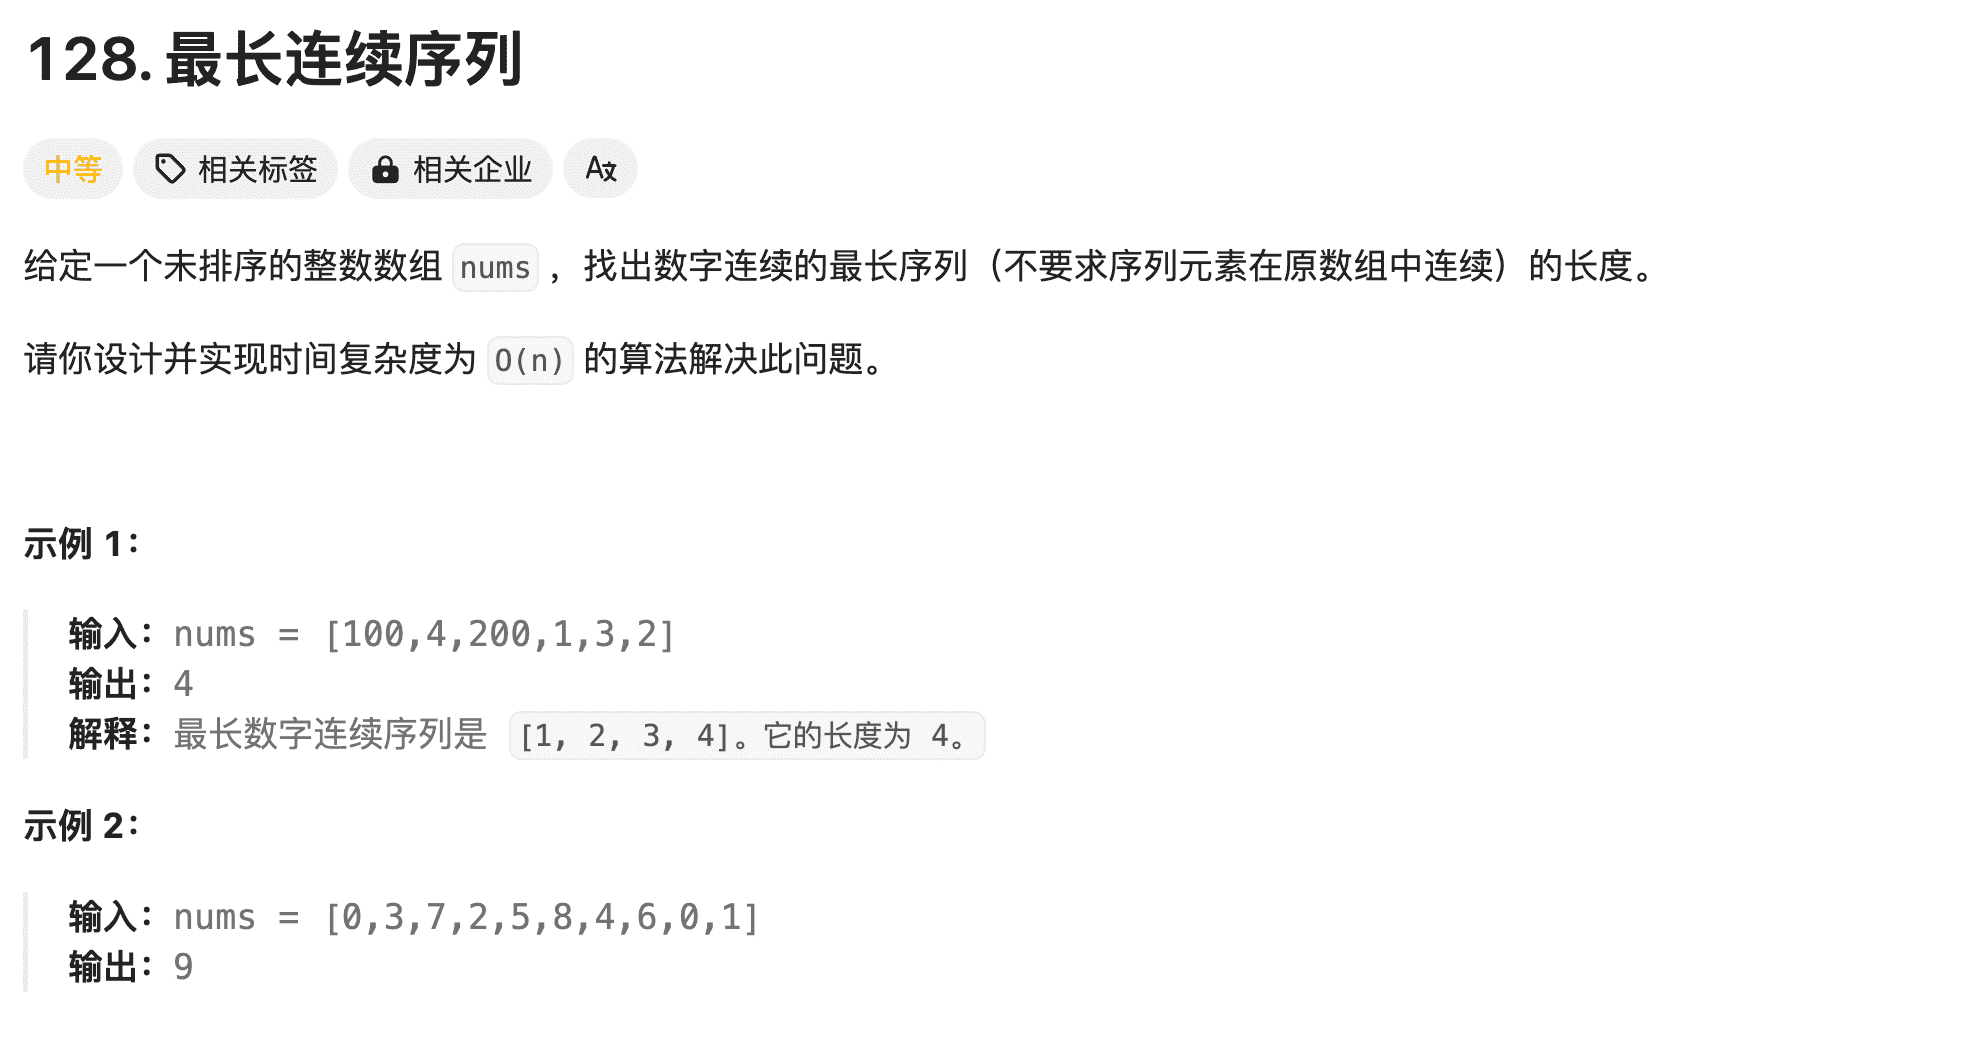 128. 最长连续序列
中等 相关标签 相关企业 A文
给定一个未排序的整数数组 nums ，找出数字连续的最长序列（不要求序列元素在原数组中连续）的长度。
请你设计并实现时间复杂度为 O(n) 的算法解决此问题。
示例 1：
输入：nums = [100,4,200,1,3,2]
输出：4
解释：最长数字连续序列是 [1, 2, 3, 4]。它的长度为 4。
示例 2：
输入：nums = [0,3,7,2,5,8,4,6,0,1]
输出：9